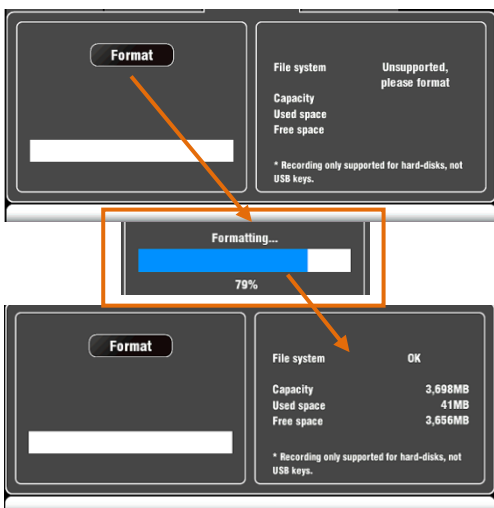 Format
File system Unsupported,
please format
Capacity
Used space
Free space
* Recording only supported for hard-disks, not
USB keys.
Formatting...
79%
Format
File system OK
Capacity 3,698MB
Used space 41MB
Free space 3,656MB
* Recording only supported for hard-disks, not
USB keys.